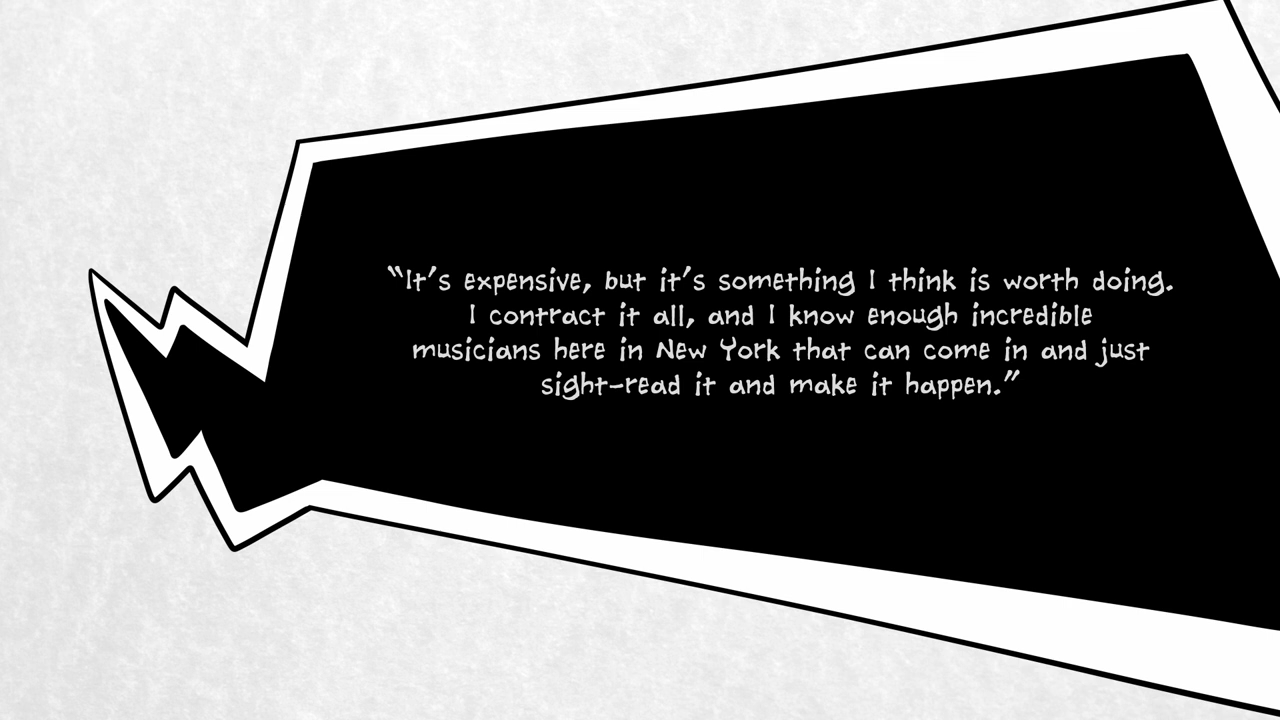 “It’s expensive, but it’s something I think is worth doing.
I contract it all, and I know enough incredible
musicians here in New York that can come in and just
sight-read it and make it happen.”